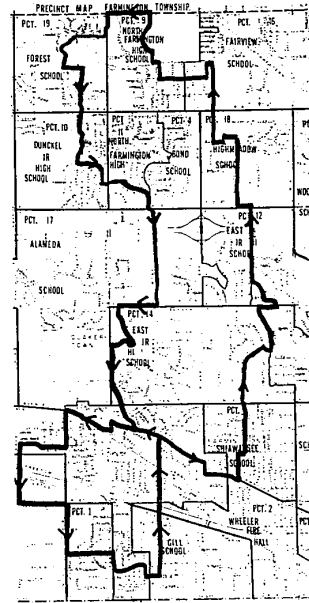 PRECINCT MAP FARMINGTON TOWNSHIP
PCT. 19
FOREST
SCHOOL
PCT. 9
NORTH
FARMINGTON
HIGH
SCHOOL
FAIRVIEW
SCHOOL
PCT. 10
DUNCKEL
JR
HIGH
SCHOOL
PCT
11
NORTH
FARMINGTON
HIGH
PCT. 4
BOND
SCHOOL
18
HIGHMEADOW
SCHOOL
PCT. 17
ALAMEDA
SCHOOL
PCT. 12
EAST
JR HI
SCHOOL
14
EAST
JR
HI
SCHOOL
PCT.
SHIAWASSEE
SCHOOL
PCT. 1
GILL
SCHOOL
PCT. 2
WHEELER
FIRE
HALL